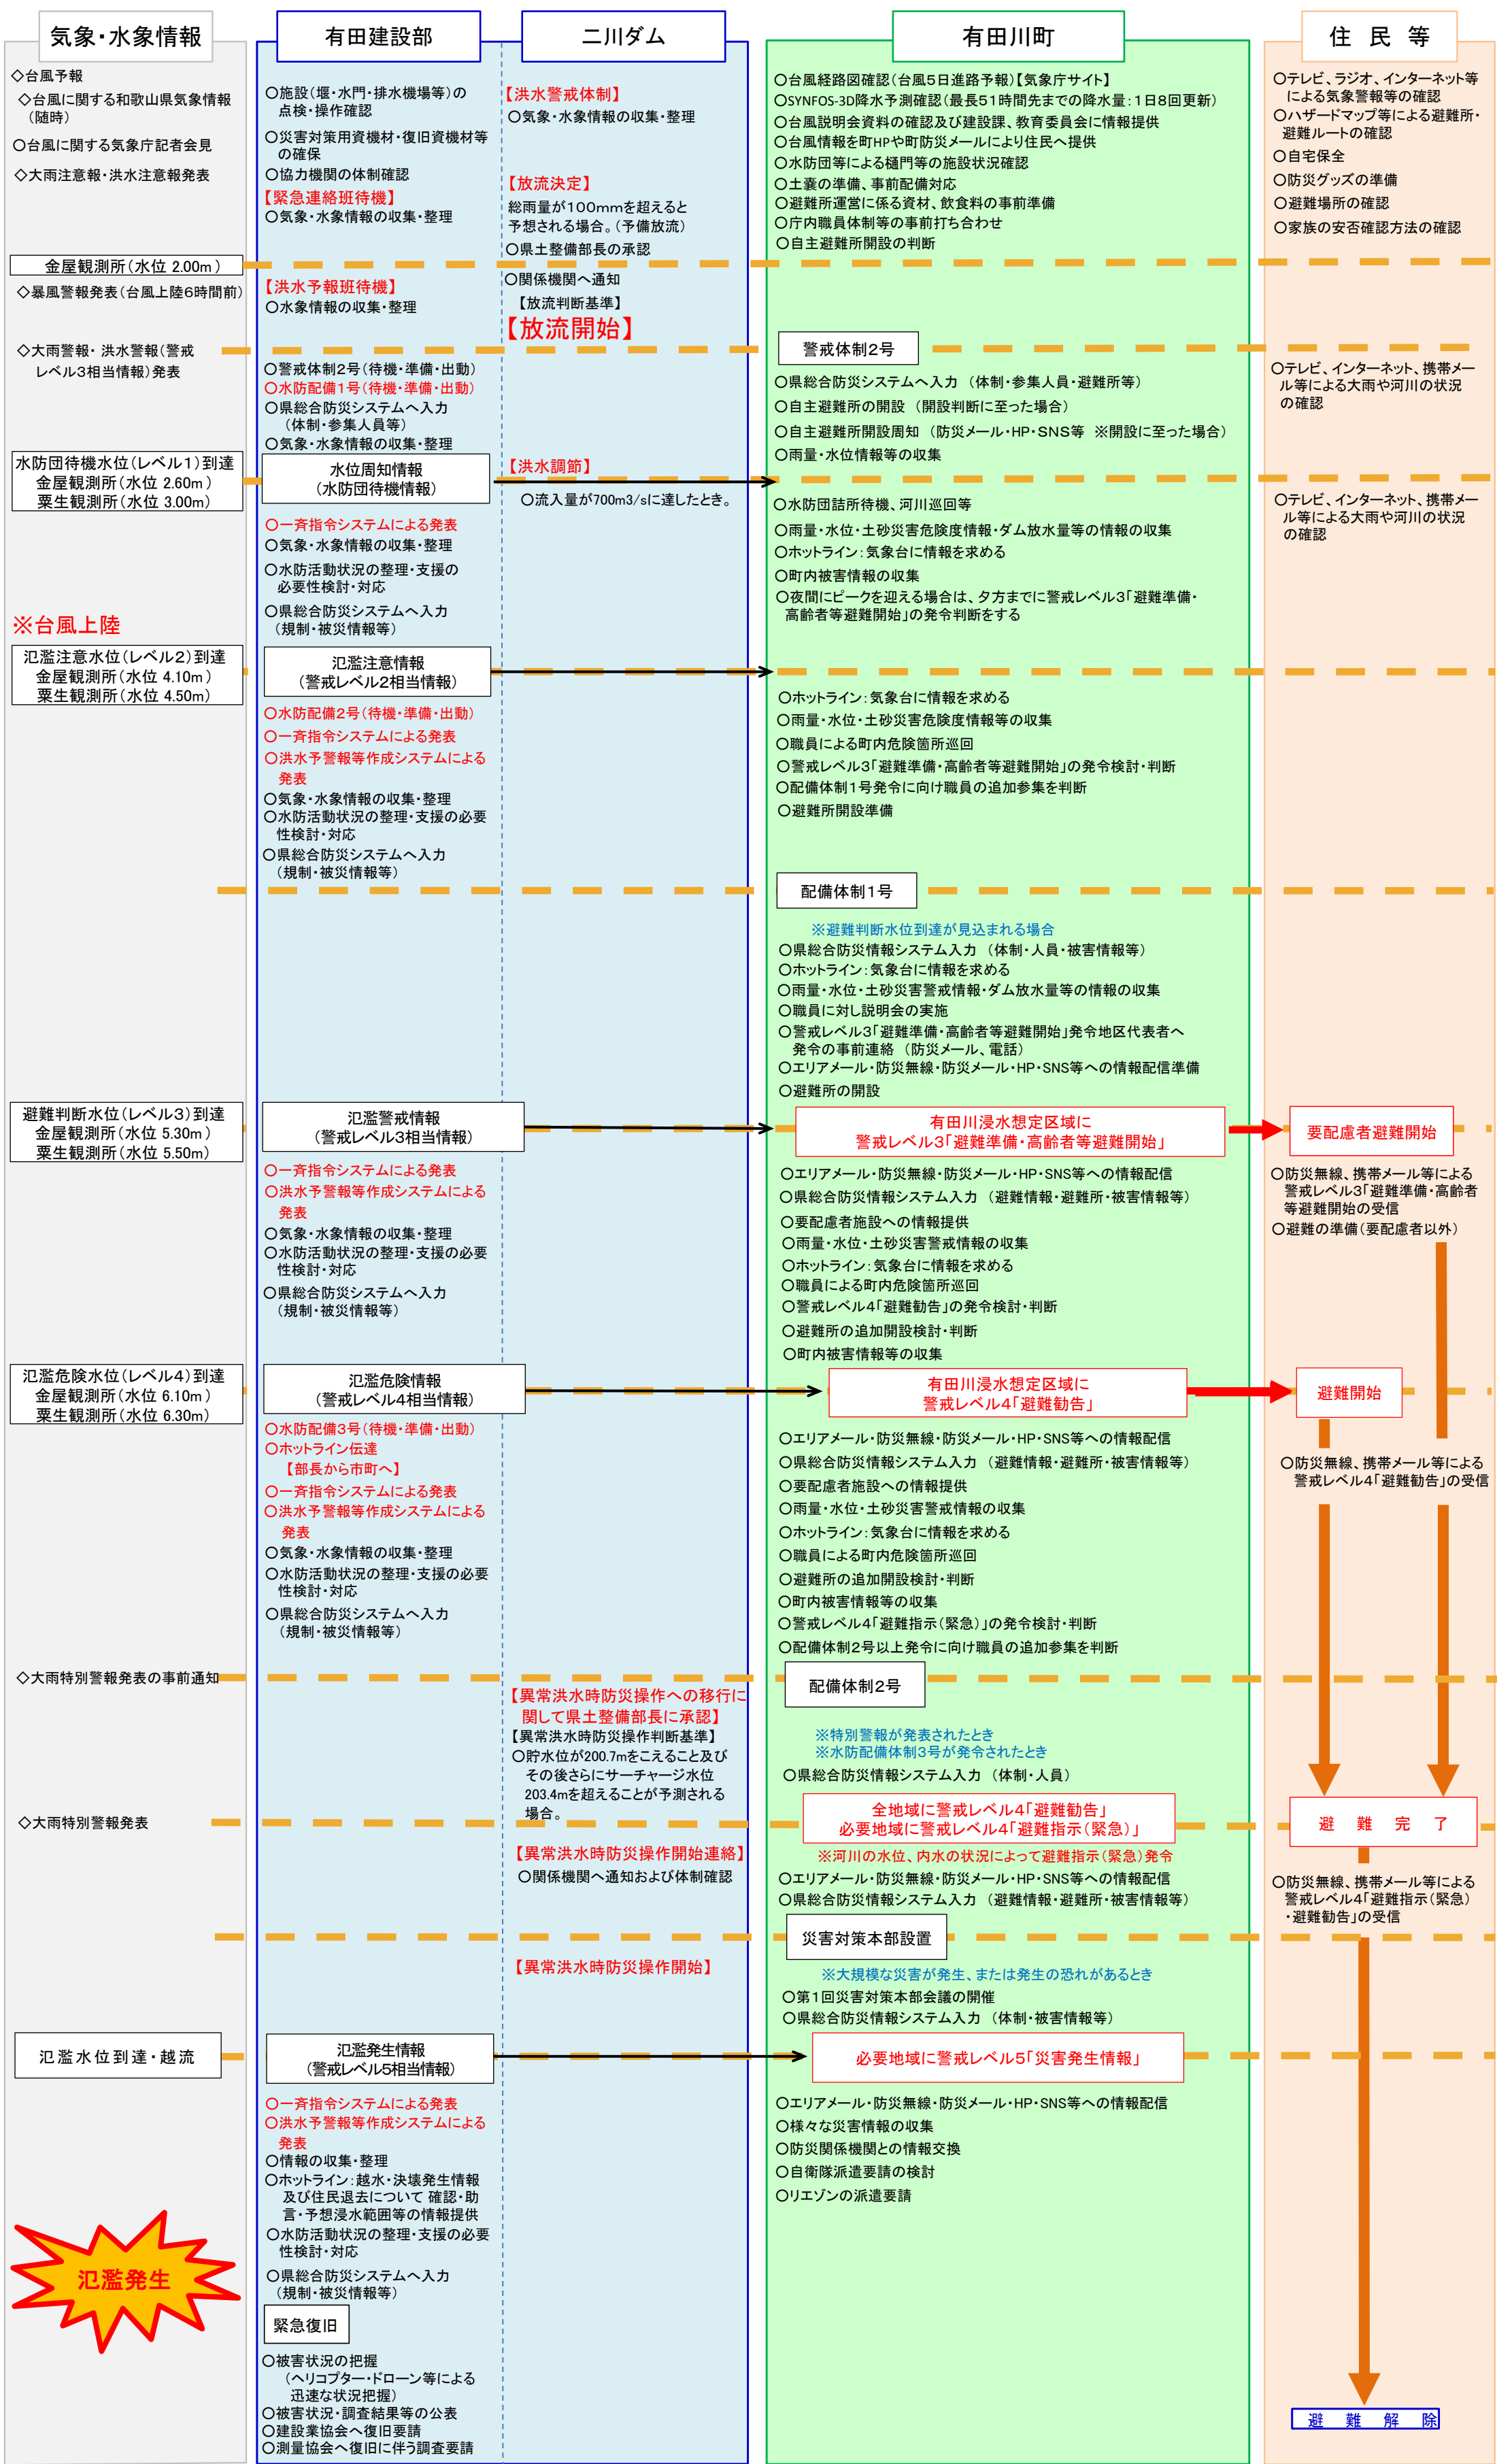 気象・水象情報
◇台風予報
◇台風に関する和歌山県気象情報
(随時)
○台風に関する気象庁記者会見
◇大雨注意報・洪水注意報発表
金屋観測所(水位 2.00m)
◇暴風警報発表(台風上陸6時間前)
◇大雨警報・ 洪水警報(警戒
レベル3相当情報)発表
水防団待機水位(レベル1)到達
金屋観測所(水位 2.60m)
粟生観測所(水位 3.00m)
※台風上陸
氾濫注意水位(レベル2)到達
金屋観測所(水位 4.10m)
粟生観測所(水位 4.50m)
避難判断水位(レベル3)到達
金屋観測所(水位 5.30m)
粟生観測所(水位 5.50m)
氾濫危険水位(レベル4)到達
金屋観測所(水位 6.10m)
粟生観測所(水位 6.30m)
◇大雨特別警報発表の事前通知
◇大雨特別警報発表
氾濫水位到達・越流
氾濫発生
有田建設部
○施設(堰・水門・排水機場等)の
点検・操作確認
○災害対策用資機材・復旧資機材等
の確保
○協力機関の体制確認
【緊急連絡班待機】
○気象・水象情報の収集・整理
【洪水予報班待機】
○水象情報の収集・整理
○警戒体制2号(待機・準備・出動)
○水防配備1号(待機・準備・出動)
○県総合防災システムへ入力
(体制・参集人員等)
○気象・水象情報の収集・整理
水位周知情報
(水防団待機情報)
○一斉指令システムによる発表
○気象・水象情報の収集・整理
○水防活動状況の整理・支援の
必要性検討・対応
○県総合防災システムへ入力
(規制・被災情報等)
氾濫注意情報
(警戒レベル2相当情報)
○水防配備2号(待機・準備・出動)
○一斉指令システムによる発表
○洪水予警報等作成システムによる
発表
○気象・水象情報の収集・整理
○水防活動状況の整理・支援の必要
性検討・対応
○県総合防災システムへ入力
(規制・被災情報等)
氾濫警戒情報
(警戒レベル3相当情報)
○一斉指令システムによる発表
○洪水予警報等作成システムによる
発表
○気象・水象情報の収集・整理
○水防活動状況の整理・支援の必要
性検討・対応
○県総合防災システムへ入力
(規制・被災情報等)
氾濫危険情報
(警戒レベル4相当情報)
○水防配備3号(待機・準備・出動)
○ホットライン伝達
【部長から市町へ】
○一斉指令システムによる発表
○洪水予警報等作成システムによる
発表
○気象・水象情報の収集・整理
○水防活動状況の整理・支援の必要
性検討・対応
○県総合防災システムへ入力
(規制・被災情報等)
氾濫発生情報
(警戒レベル5相当情報)
○一斉指令システムによる発表
○洪水予警報等作成システムによる
発表
○情報の収集・整理
○ホットライン:越水・決壊発生情報
及び住民退去について 確認・助
言・予想浸水範囲等の情報提供
○水防活動状況の整理・支援の必要
性検討・対応
○県総合防災システムへ入力
(規制・被災情報等)
緊急復旧
○被害状況の把握
(ヘリコプター・ドローン等による
迅速な状況把握)
○被害状況・調査結果等の公表
○建設業協会へ復旧要請
○測量協会へ復旧に伴う調査要請
二川ダム
【洪水警戒体制】
○気象・水象情報の収集・整理
【放流決定】
総雨量が100mmを超えると
予想される場合。(予備放流)
○県土整備部長の承認
○関係機関へ通知
【放流判断基準】
【放流開始】
【洪水調節】
○流入量が700m3/sに達したとき。
【異常洪水時防災操作への移行に
関して県土整備部長に承認】
【異常洪水時防災操作判断基準】
○貯水位が200.7mをこえること及び
その後さらにサーチャージ水位
203.4mを超えることが予測される
場合。
【異常洪水時防災操作開始連絡】
○関係機関へ通知および体制確認
【異常洪水時防災操作開始】
有田川町
○台風経路図確認(台風5日進路予報)【気象庁サイト】
○SYNFOS-3D降水予測確認(最長51時間先までの降水量:1日8回更新)
○台風説明会資料の確認及び建設課、教育委員会に情報提供
○台風情報を町HPや町防災メールにより住民へ提供
○水防団等による樋門等の施設状況確認
○土嚢の準備、事前配備対応
○避難所運営に係る資材、飲食料の事前準備
○庁内職員体制等の事前打ち合わせ
○自主避難所開設の判断
警戒体制2号
○県総合防災システムへ入力 (体制・参集人員・避難所等)
○自主避難所の開設 (開設判断に至った場合)
○自主避難所開設周知 (防災メール・HP・SNS等 ※開設に至った場合)
○雨量・水位情報等の収集
○水防団詰所待機、河川巡回等
○雨量・水位・土砂災害危険度情報・ダム放水量等の情報の収集
○ホットライン:気象台に情報を求める
○町内被害情報の収集
○夜間にピークを迎える場合は、夕方までに警戒レベル3「避難準備・
高齢者等避難開始」の発令判断をする
○ホットライン:気象台に情報を求める
○雨量・水位・土砂災害危険度情報等の収集
○職員による町内危険箇所巡回
○警戒レベル3「避難準備・高齢者等避難開始」の発令検討・判断
○配備体制1号発令に向け職員の追加参集を判断
○避難所開設準備
配備体制1号
※避難判断水位到達が見込まれる場合
○県総合防災情報システム入力 (体制・人員・被害情報等)
○ホットライン:気象台に情報を求める
○雨量・水位・土砂災害警戒情報・ダム放水量等の情報の収集
○職員に対し説明会の実施
○警戒レベル3「避難準備・高齢者等避難開始」発令地区代表者へ
発令の事前連絡 (防災メール、電話)
○エリアメール・防災無線・防災メール・HP・SNS等への情報配信準備
○避難所の開設
有田川浸水想定区域に
警戒レベル3「避難準備・高齢者等避難開始」
○エリアメール・防災無線・防災メール・HP・SNS等への情報配信
○県総合防災情報システム入力 (避難情報・避難所・被害情報等)
○要配慮者施設への情報提供
○雨量・水位・土砂災害警戒情報の収集
○ホットライン:気象台に情報を求める
○職員による町内危険箇所巡回
○警戒レベル4「避難勧告」の発令検討・判断
○避難所の追加開設検討・判断
○町内被害情報等の収集
有田川浸水想定区域に
警戒レベル4「避難勧告」
○エリアメール・防災無線・防災メール・HP・SNS等への情報配信
○県総合防災情報システム入力 (避難情報・避難所・被害情報等)
○要配慮者施設への情報提供
○雨量・水位・土砂災害警戒情報の収集
○ホットライン:気象台に情報を求める
○職員による町内危険箇所巡回
○避難所の追加開設検討・判断
○町内被害情報等の収集
○警戒レベル4「避難指示(緊急)」の発令検討・判断
○配備体制2号以上発令に向け職員の追加参集を判断
配備体制2号
※特別警報が発表されたとき
※水防配備体制3号が発令されたとき
○県総合防災情報システム入力 (体制・人員)
全地域に警戒レベル4「避難勧告」
必要地域に警戒レベル4「避難指示(緊急)」
※河川の水位、内水の状況によって避難指示(緊急)発令
○エリアメール・防災無線・防災メール・HP・SNS等への情報配信
○県総合防災情報システム入力 (避難情報・避難所・被害情報等)
災害対策本部設置
※大規模な災害が発生、または発生の恐れがあるとき
○第1回災害対策本部会議の開催
○県総合防災情報システム入力 (体制・被害情報等)
必要地域に警戒レベル5「災害発生情報」
○エリアメール・防災無線・防災メール・HP・SNS等への情報配信
○様々な災害情報の収集
○防災関係機関との情報交換
○自衛隊派遣要請の検討
○リエゾンの派遣要請
住 民 等
○テレビ、ラジオ、インターネット等
による気象警報等の確認
○ハザードマップ等による避難所・
避難ルートの確認
○自宅保全
○防災グッズの準備
○避難場所の確認
○家族の安否確認方法の確認
○テレビ、インターネット、携帯メー
ル等による大雨や河川の状況
の確認
○テレビ、インターネット、携帯メー
ル等による大雨や河川の状況
の確認
要配慮者避難開始
○防災無線、携帯メール等による
警戒レベル3「避難準備・高齢者
等避難開始の受信
○避難の準備(要配慮者以外)
避難開始
○防災無線、携帯メール等による
警戒レベル4「避難勧告」の受信
避 難 完 了
○防災無線、携帯メール等による
警戒レベル4「避難指示(緊急)
・避難勧告」の受信
避 難 解 除